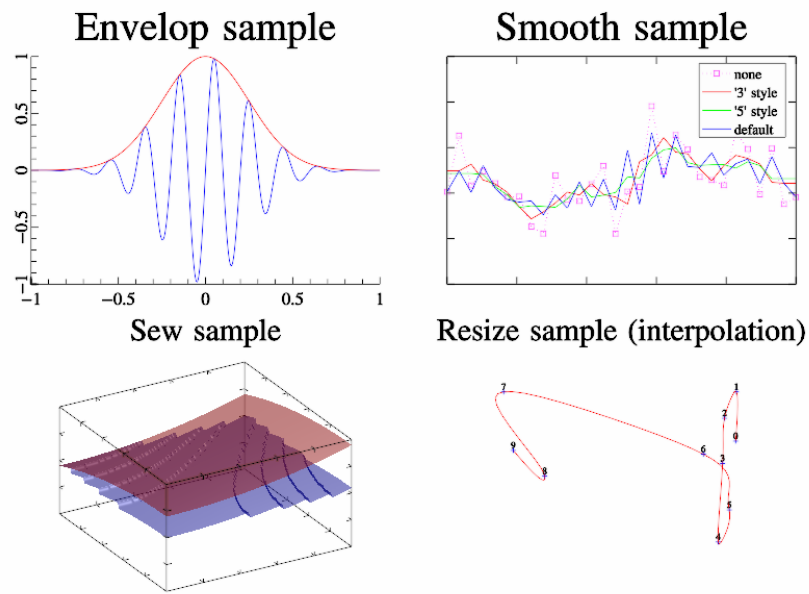 Envelop sample
1
0.5
0
−0.5
−1
−1
−0.5
0
0.5
1
Smooth sample
none
'3' style
'5' style
default
Sew sample
Resize sample (interpolation)
7
1
2
0
9
6
3
8
5
4